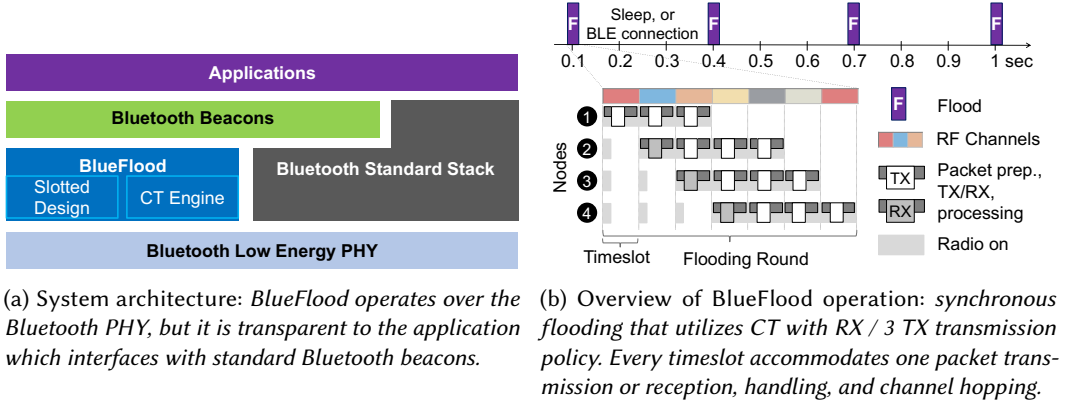 Applications
Bluetooth Beacons
BlueFlood
Slotted
Design
CT Engine
Bluetooth Standard Stack
Bluetooth Low Energy PHY
(a) System architecture: BlueFlood operates over the
Bluetooth PHY, but it is transparent to the application
which interfaces with standard Bluetooth beacons.
F
Sleep, or
BLE connection
F
F
F
0.1 0.2 0.3 0.4 0.5 0.6 0.7 0.8 0.9 1 sec
Nodes
1
2
3
4
Timeslot
Flooding Round
F
Flood
RF Channels
TX
RX
Packet prep.,
TX/RX,
processing
Radio on
(b) Overview of BlueFlood operation: synchronous
flooding that utilizes CT with RX / 3 TX transmission
policy. Every timeslot accommodates one packet trans-
mission or reception, handling, and channel hopping.